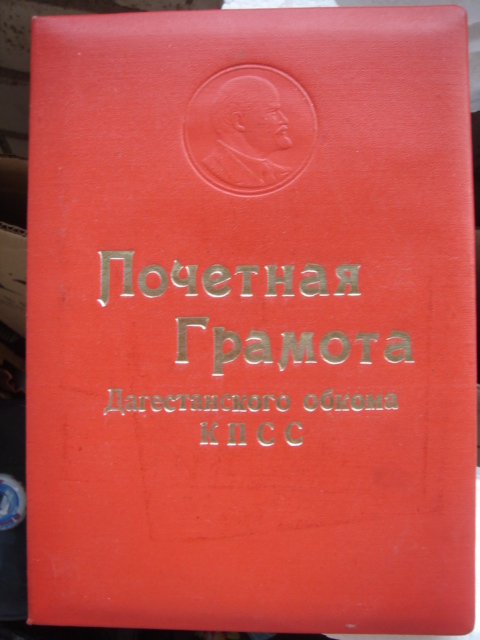 Почетная
Грамота
Дагестанского обкома
КПСС